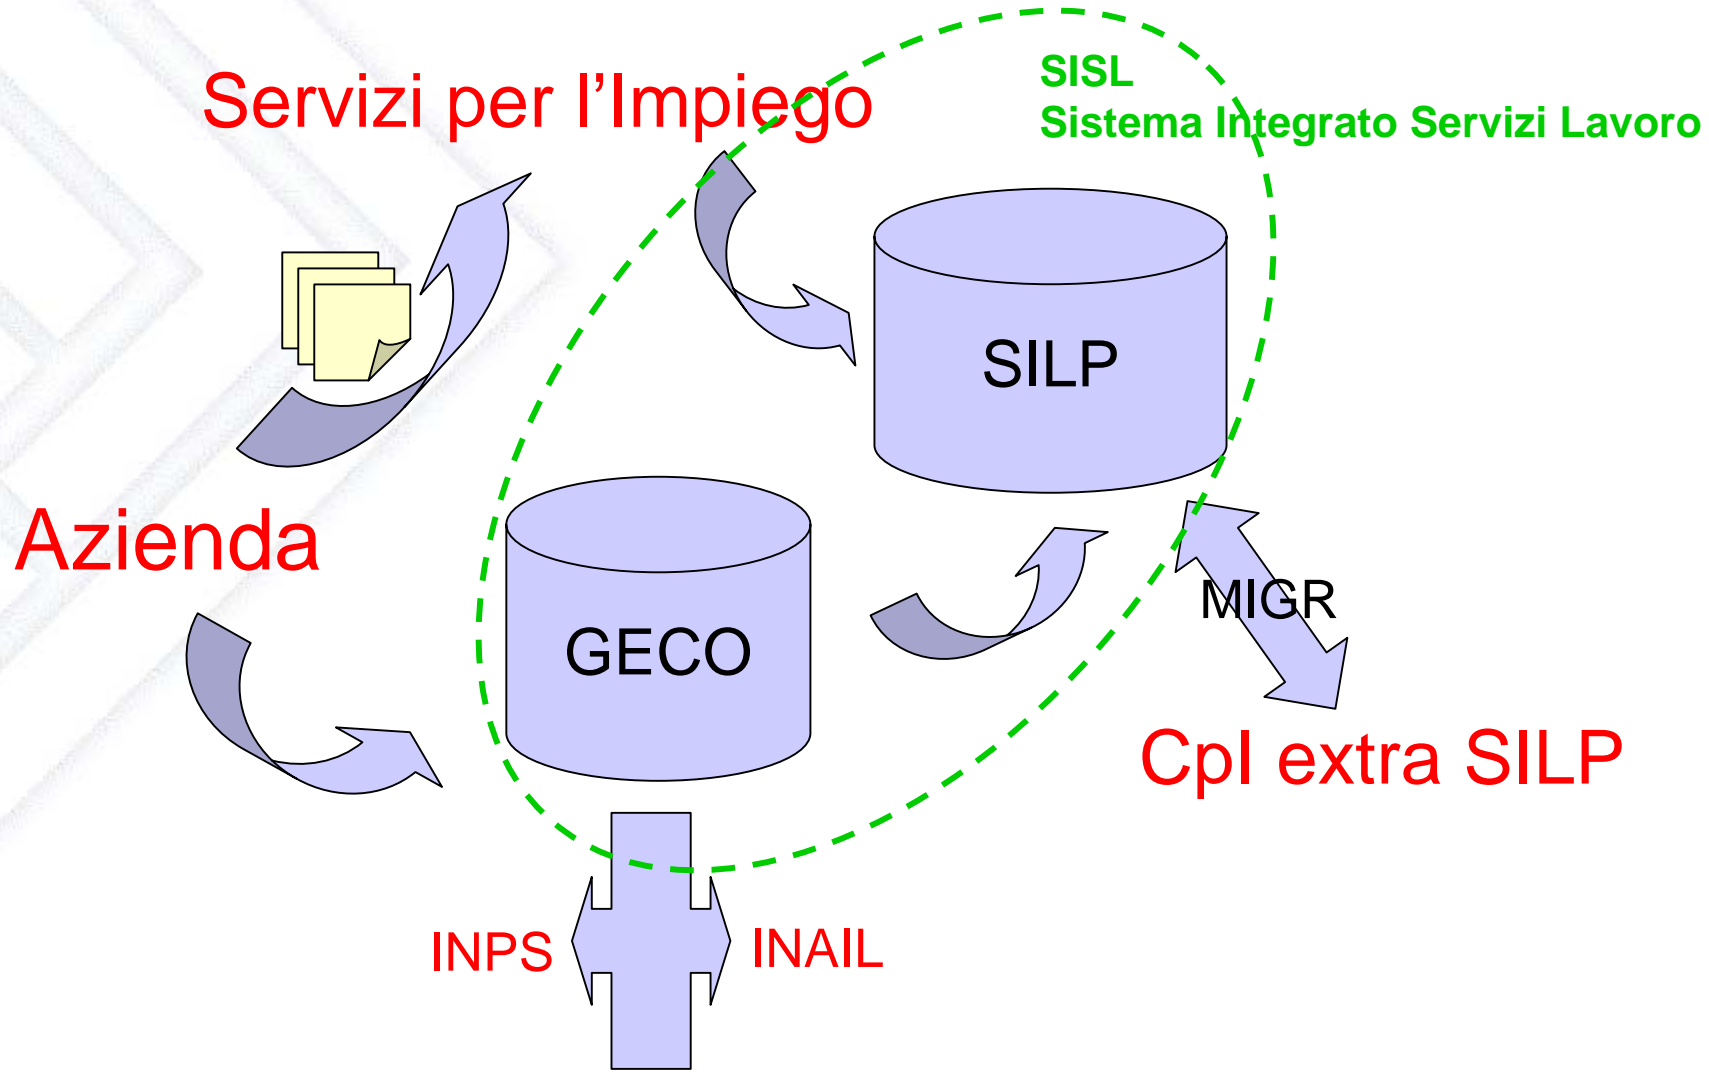 SISL
Servizi per l’Impiego
Sistema Integrato Servizi Lavoro
SILP
Azienda
MIGR
GECO
CpI extra SILP
INPS
INAIL